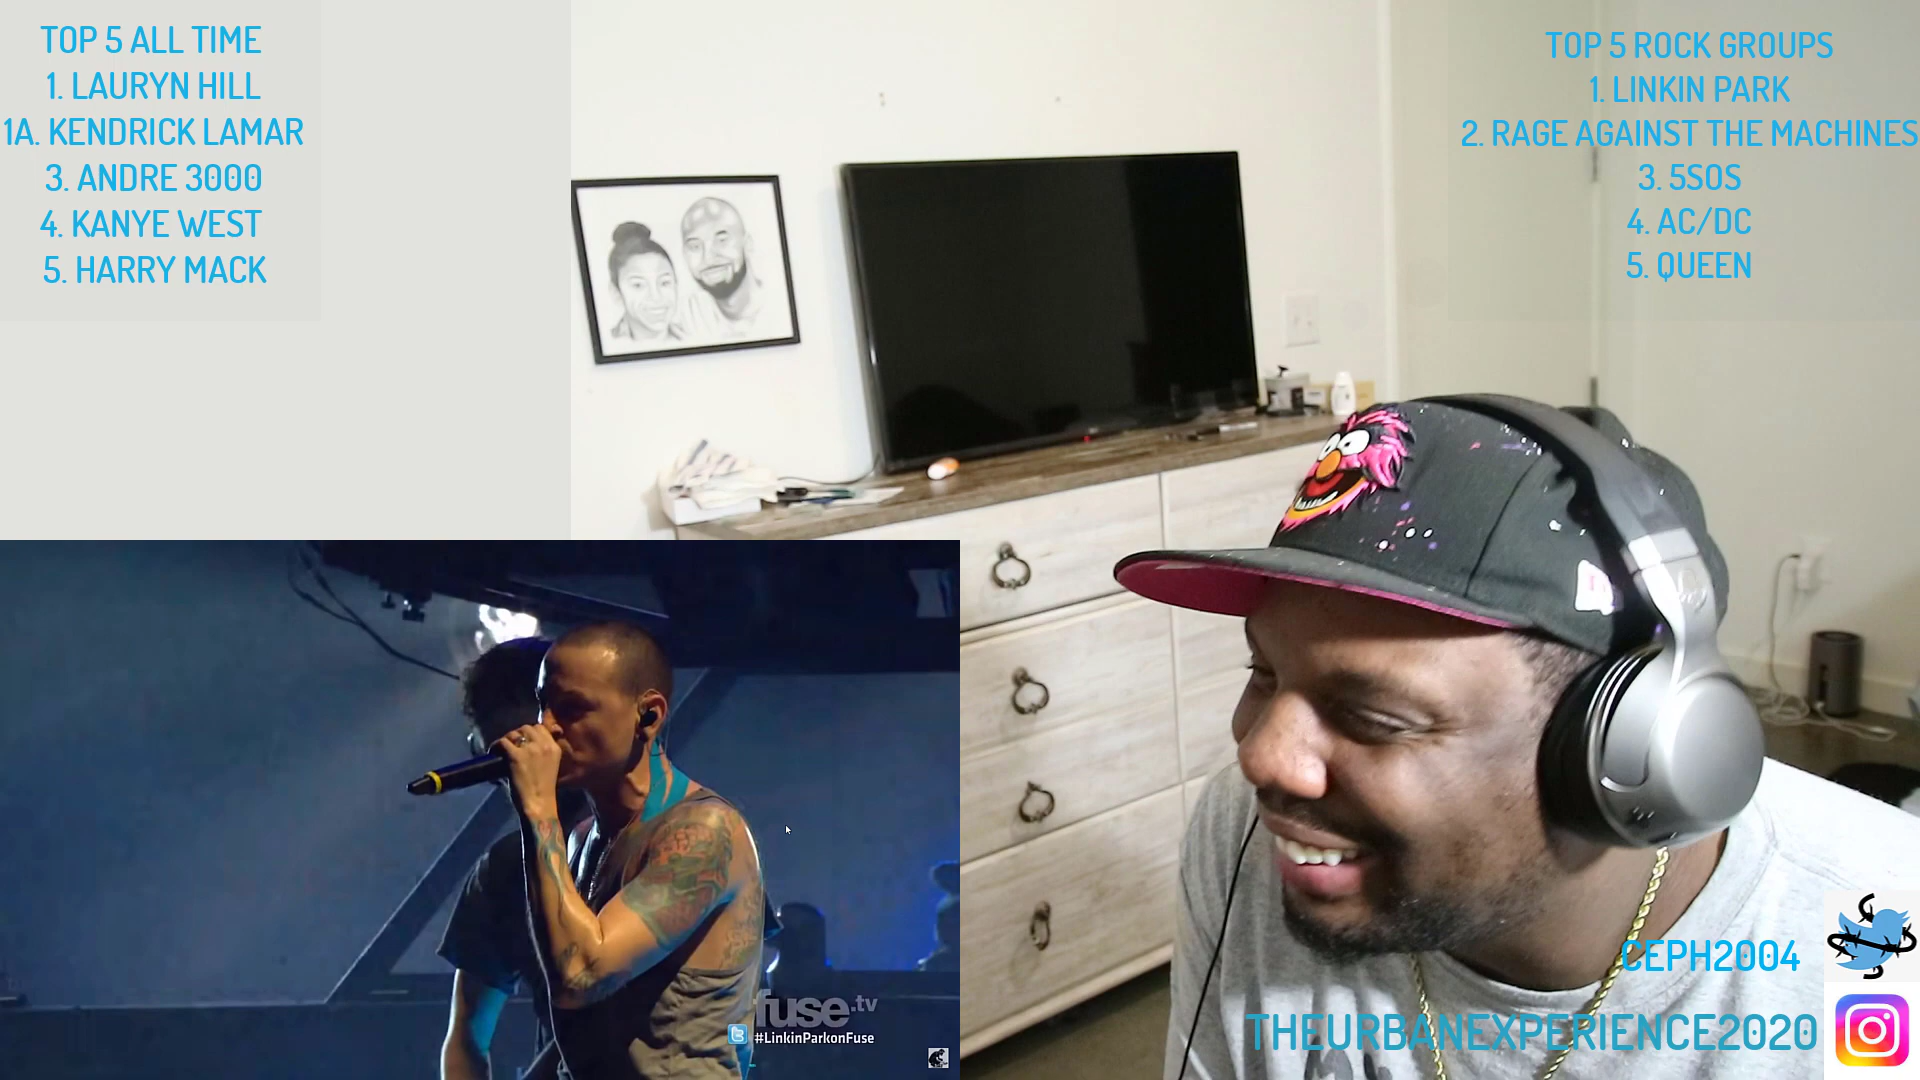 TOP 5 ALL TIME
1. LAURYN HILL
1A. KENDRICK LAMAR
3. ANDRE 3000
4. KANYE WEST
5. HARRY MACK
TOP 5 ROCK GROUPS
1. LINKIN PARK
2. RAGE AGAINST THE MACHINES
3. 5SOS
4. AC/DC
5. QUEEN
fuse.tv
#LinkinParkonFuse
CEPH2004
THEURBANEXPERIENCE2020